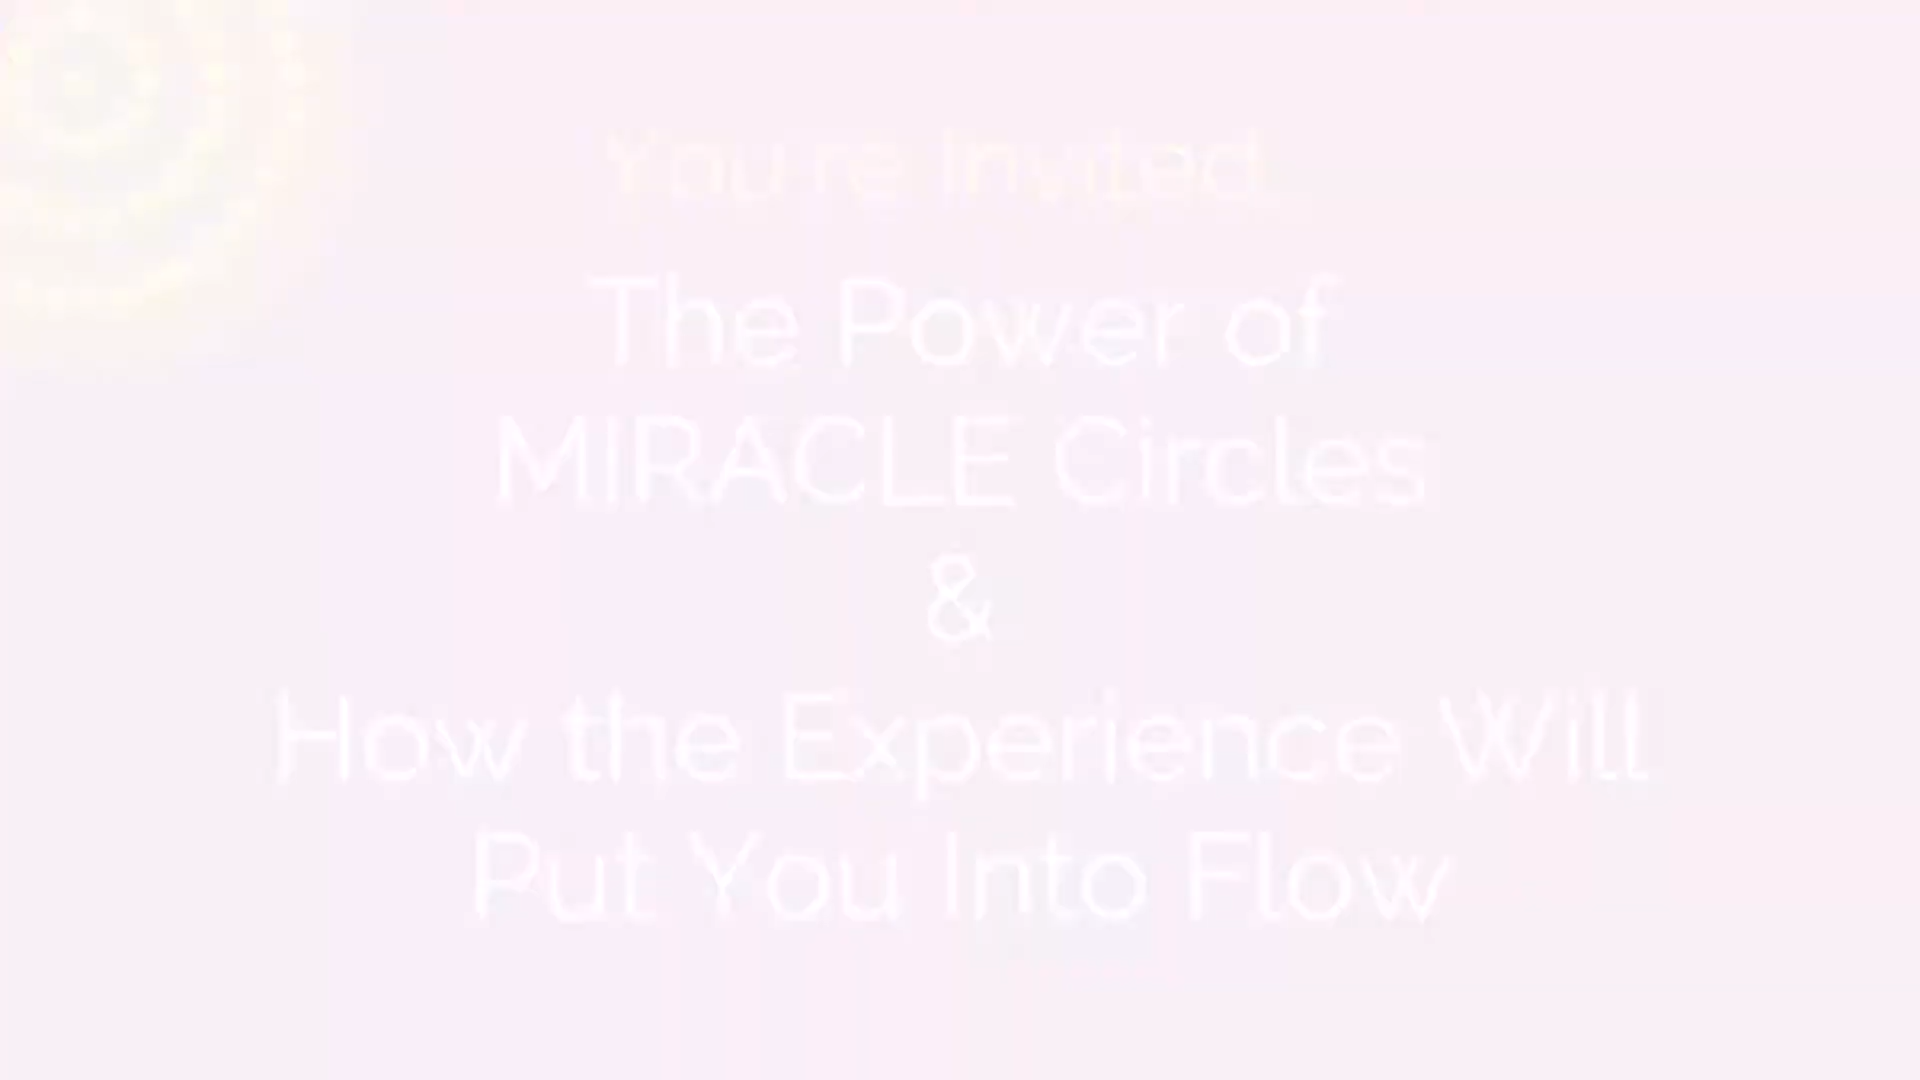 You're Invited
The Power of
MIRACLE Circles
&
How the Experience Will
Put You Into Flow